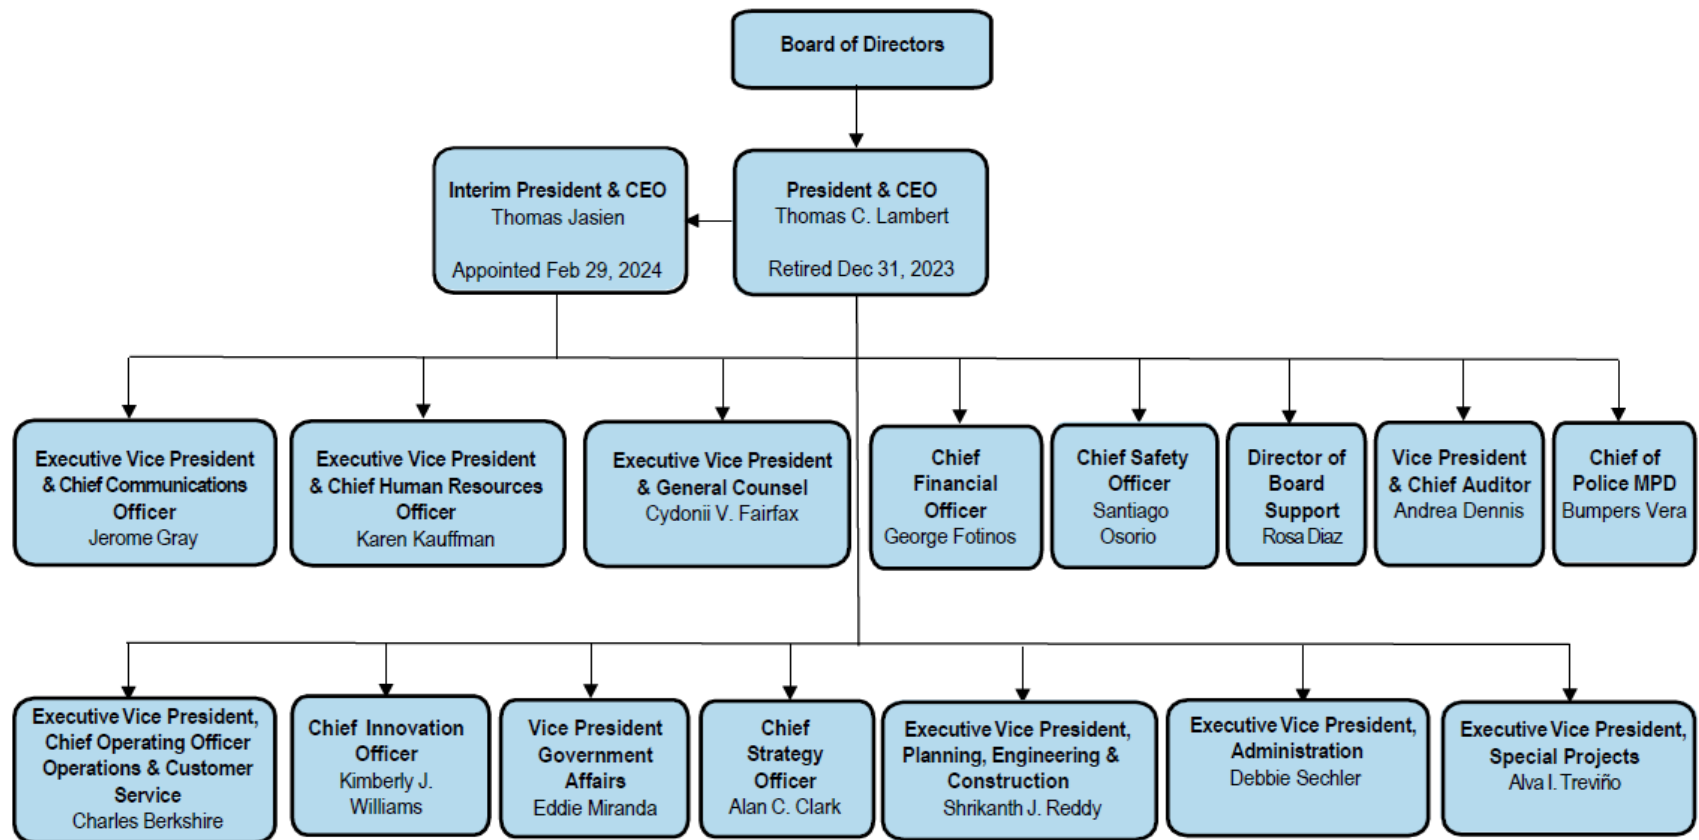 Board of Directors
Interim President & CEO
Thomas Jasien
Appointed Feb 29, 2024
President & CEO
Thomas C. Lambert
Retired Dec 31, 2023
Executive Vice President
& Chief Communications
Officer
Jerome Gray
Executive Vice President
& Chief Human Resources
Officer
Karen Kauffman
Executive Vice President
& General Counsel
Cydonii V. Fairfax
Chief
Financial
Officer
George Fotinos
Chief Safety
Officer
Santiago
Osorio
Director of
Board
Support
Rosa Diaz
Vice President
& Chief Auditor
Andrea Dennis
Chief of
Police MPD
Bumpers Vera
Executive Vice President,
Chief Operating Officer
Operations & Customer
Service
Charles Berkshire
Chief Innovation
Officer
Kimberly J.
Williams
Vice President
Government
Affairs
Eddie Miranda
Chief
Strategy
Officer
Alan C. Clark
Executive Vice President,
Planning, Engineering &
Construction
Shrikanth J. Reddy
Executive Vice President,
Administration
Debbie Sechler
Executive Vice President,
Special Projects
Alva I. Treviño